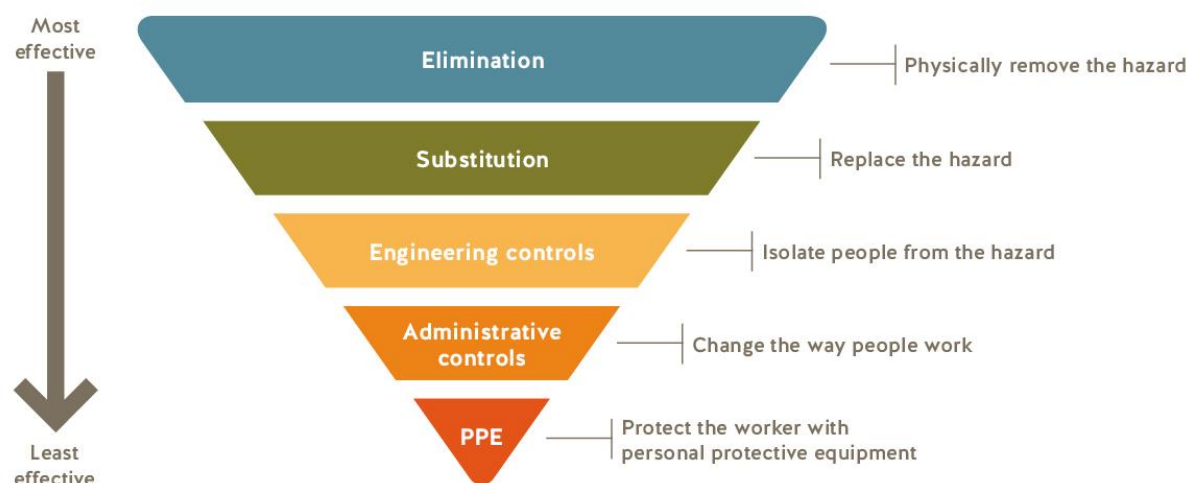 Most
effective
Elimination
Physically remove the hazard
Substitution
Replace the hazard
Engineering controls
Isolate people from the hazard
Administrative
controls
Change the way people work
PPE
Protect the worker with
personal protective equipment
Least
effective